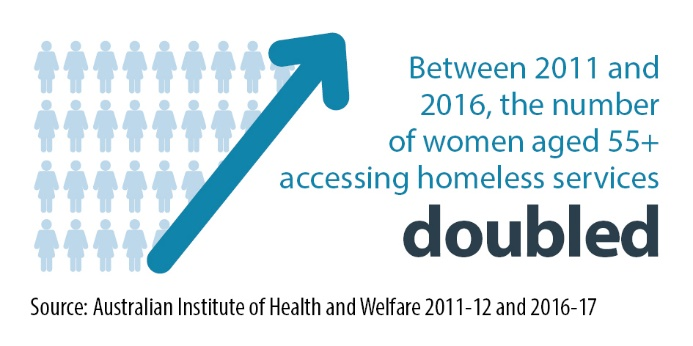 Between 2011 and
2016, the number
of women aged 55+
accessing homeless services
doubled
Source: Australian Institute of Health and Welfare 2011-12 and 2016-17